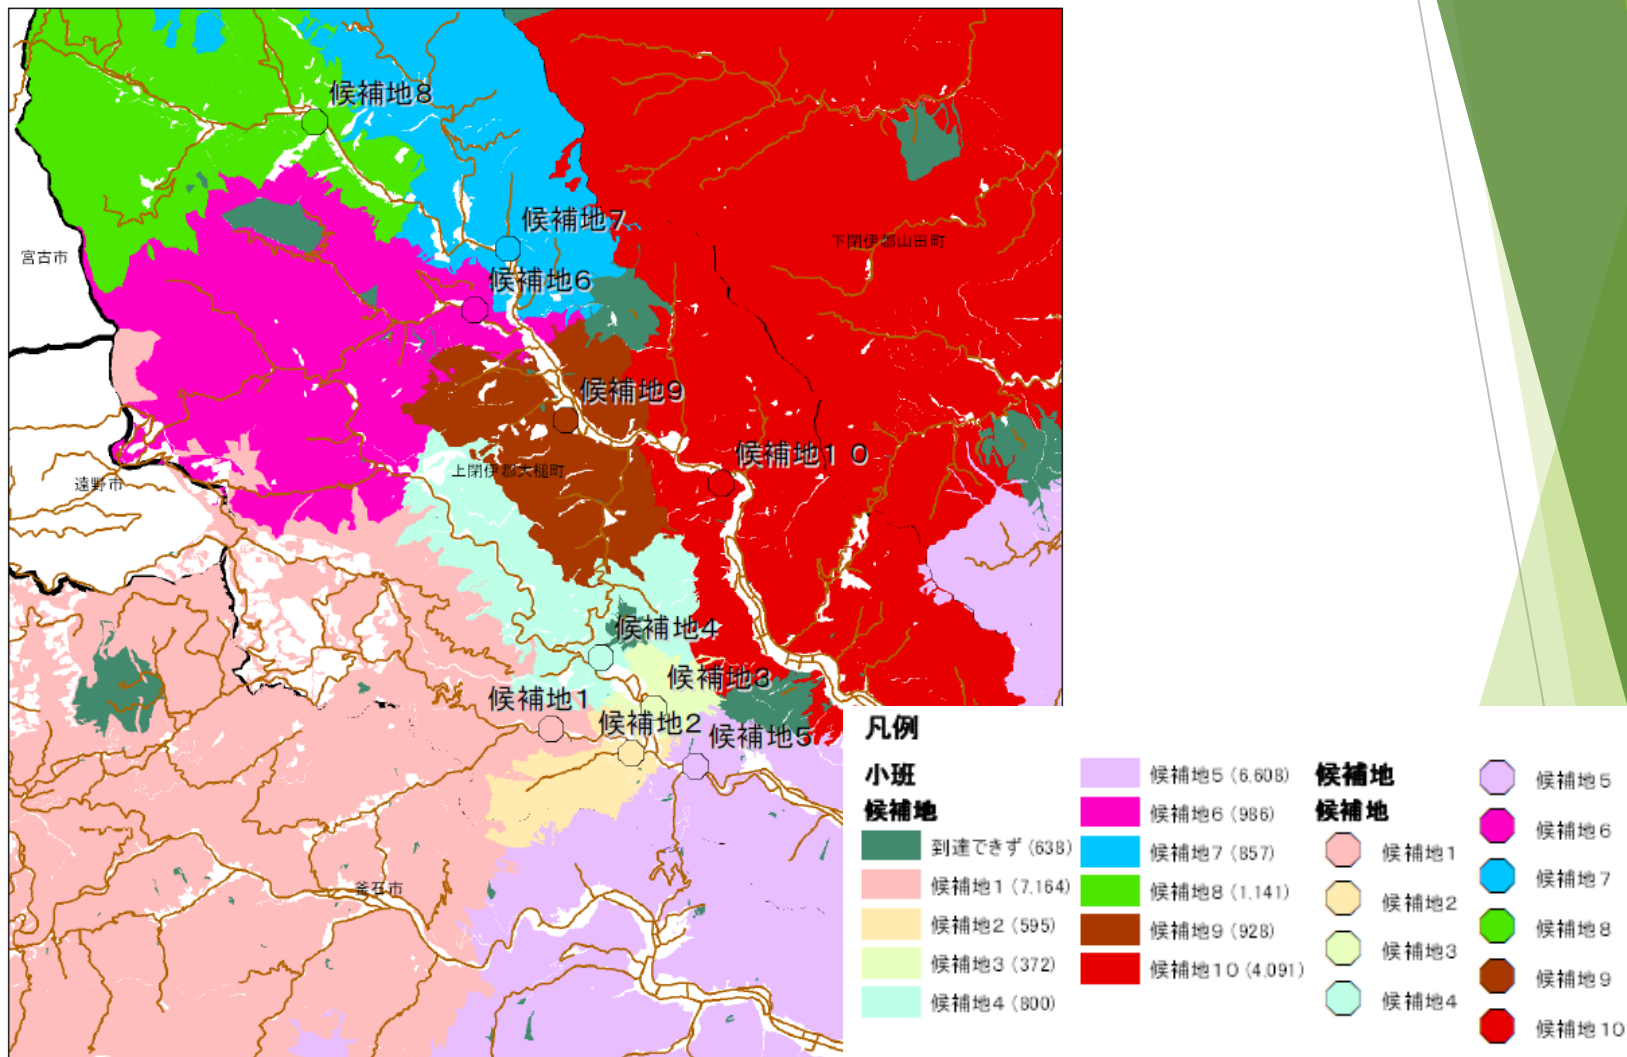 候補地8
候補地7
宮古市
下閉伊郡山田町
候補地6
候補地9
候補地10
上閉伊郡大槌町
遠野市
候補地4
候補地3
候補地1
候補地2
候補地5
釜石市
凡例
小班
候補地
到達できず (638)
候補地1 (7,164)
候補地2 (595)
候補地3 (372)
候補地4 (800)
候補地5 (6,608)
候補地6 (986)
候補地7 (857)
候補地8 (1,141)
候補地9 (928)
候補地10 (4,091)
候補地
候補地
候補地1
候補地2
候補地3
候補地4
候補地5
候補地6
候補地7
候補地8
候補地9
候補地10